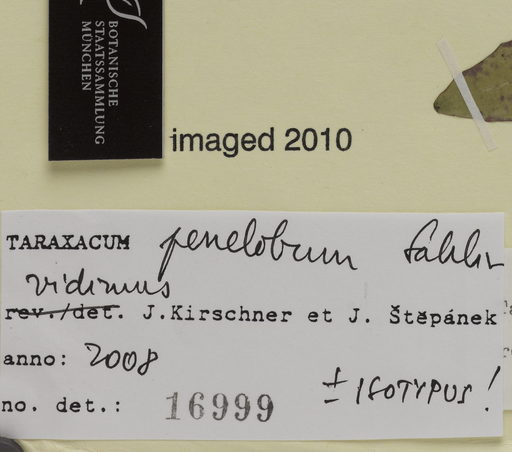 BOTANISCHE
STAATSSAMMLUNG
MÜNCHEN
imaged 2010
TARAXACUM penelobum Sahlin
vidimus
rev./det. J.Kirschner et J. Štěpánek
anno: 2008
± ISOTYPUS!
no. det.: 16999